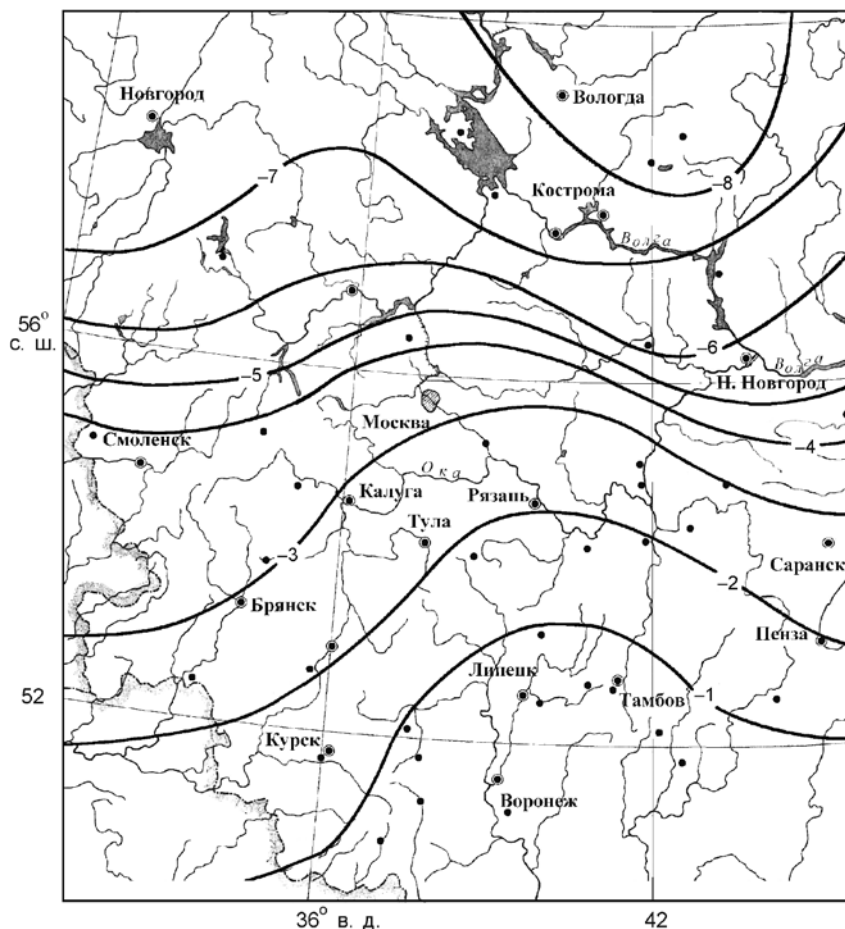 Новгород
Вологда
–7
–8
Кострома
Волга
56°
с. ш.
–6
Волга
–5
Н. Новгород
Москва
–4
Смоленск
Ока
Калуга
Рязань
Тула
–3
Саранск
–2
Брянск
Пенза
Липецк
52
Тамбов
–1
Курск
Воронеж
36° в. д.
42